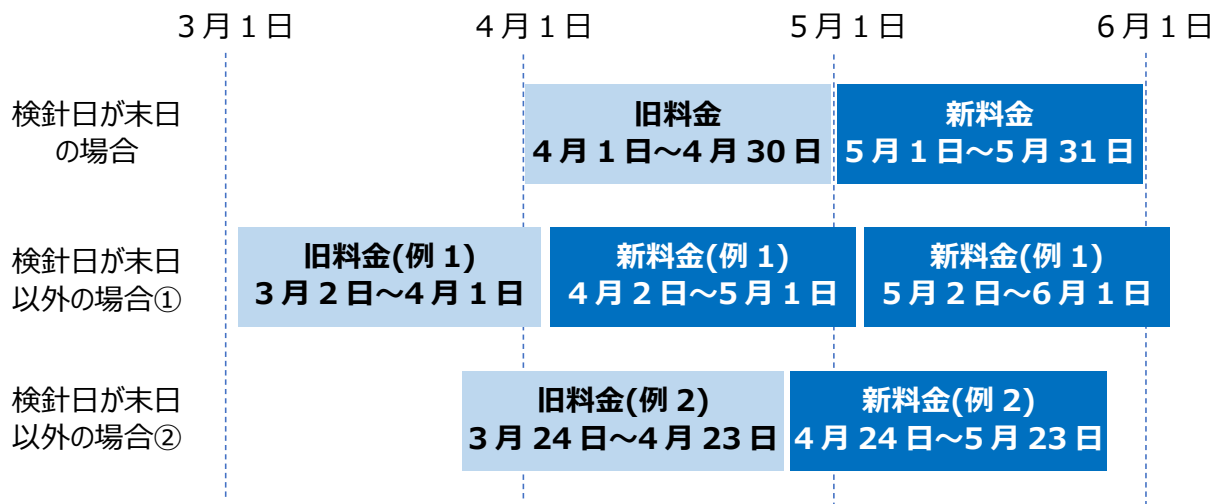 ３月１日
４月１日
５月１日
６月１日
検針日が末日
の場合
旧料金
４月１日～４月30日
新料金
５月１日～５月31日
検針日が末日
以外の場合①
旧料金(例1)
３月２日～４月１日
新料金(例1)
４月２日～５月１日
新料金(例1)
５月２日～６月１日
検針日が末日
以外の場合②
旧料金(例2)
３月24日～４月23日
新料金(例2)
４月24日～５月23日